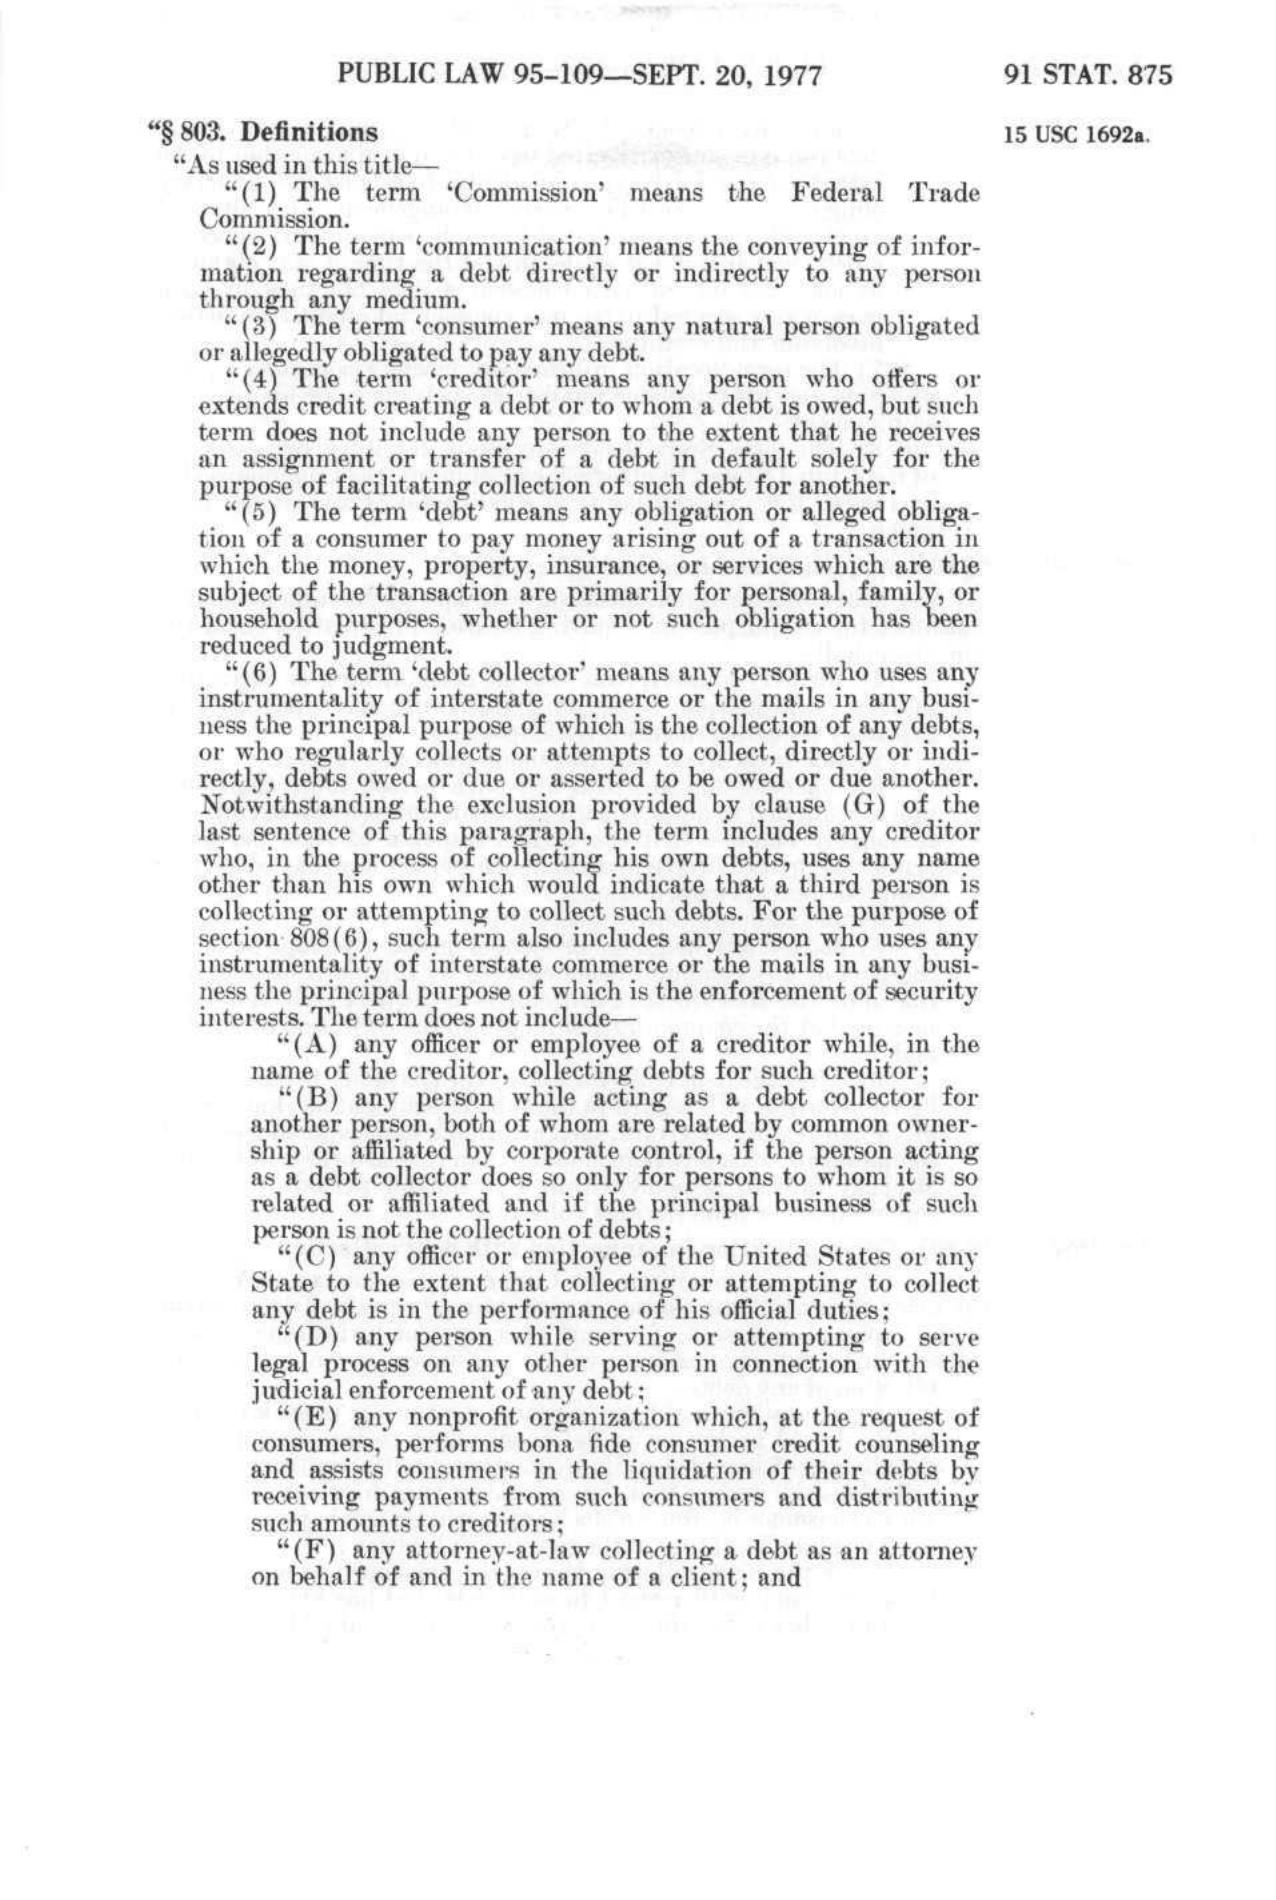 PUBLIC LAW 95–109—SEPT. 20, 1977
91 STAT. 875
“§ 803. Definitions
15 USC 1692a.
“As used in this title—
“(1) The term ‘Commission’ means the Federal Trade
Commission.
“(2) The term ‘communication’ means the conveying of infor-
mation regarding a debt directly or indirectly to any person
through any medium.
“(3) The term ‘consumer’ means any natural person obligated
or allegedly obligated to pay any debt.
“(4) The term ‘creditor’ means any person who offers or
extends credit creating a debt or to whom a debt is owed, but such
term does not include any person to the extent that he receives
an assignment or transfer of a debt in default solely for the
purpose of facilitating collection of such debt for another.
“(5) The term ‘debt’ means any obligation or alleged obliga-
tion of a consumer to pay money arising out of a transaction in
which the money, property, insurance, or services which are the
subject of the transaction are primarily for personal, family, or
household purposes, whether or not such obligation has been
reduced to judgment.
“(6) The term ‘debt collector’ means any person who uses any
instrumentality of interstate commerce or the mails in any busi-
ness the principal purpose of which is the collection of any debts,
or who regularly collects or attempts to collect, directly or indi-
rectly, debts owed or due or asserted to be owed or due another.
Notwithstanding the exclusion provided by clause (G) of the
last sentence of this paragraph, the term includes any creditor
who, in the process of collecting his own debts, uses any name
other than his own which would indicate that a third person is
collecting or attempting to collect such debts. For the purpose of
section 808(6), such term also includes any person who uses any
instrumentality of interstate commerce or the mails in any busi-
ness the principal purpose of which is the enforcement of security
interests. The term does not include—
“(A) any officer or employee of a creditor while, in the
name of the creditor, collecting debts for such creditor;
“(B) any person while acting as a debt collector for
another person, both of whom are related by common owner-
ship or affiliated by corporate control, if the person acting
as a debt collector does so only for persons to whom it is so
related or affiliated and if the principal business of such
person is not the collection of debts;
“(C) any officer or employee of the United States or any
State to the extent that collecting or attempting to collect
any debt is in the performance of his official duties;
“(D) any person while serving or attempting to serve
legal process on any other person in connection with the
judicial enforcement of any debt;
“(E) any nonprofit organization which, at the request of
consumers, performs bona fide consumer credit counseling
and assists consumers in the liquidation of their debts by
receiving payments from such consumers and distributing
such amounts to creditors;
“(F) any attorney-at-law collecting a debt as an attorney
on behalf of and in the name of a client; and